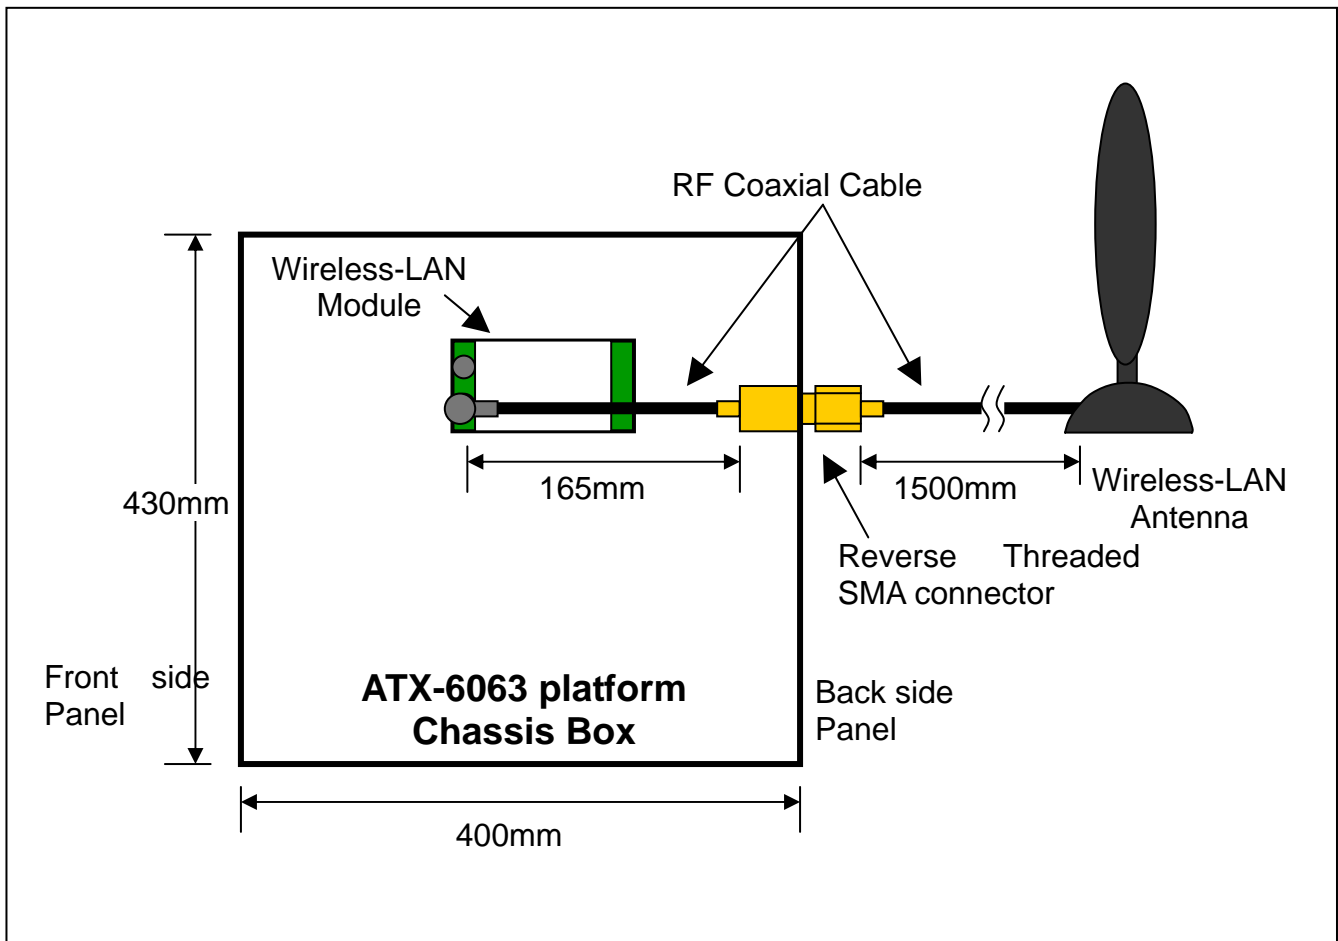 RF Coaxial Cable
Wireless-LAN
Module
165mm
1500mm
Wireless-LAN
Antenna
430mm
Reverse Threaded
SMA connector
Front side
Panel
ATX-6063 platform
Chassis Box
Back side
Panel
400mm